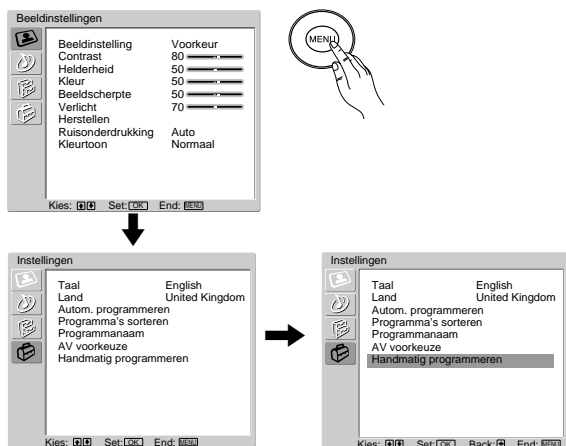 Beeldinstellingen
Beeldinstelling Voorkeur
Contrast 80
Helderheid 50
Kleur 50
Beeldscherpte 50
Verlicht 70
Herstellen
Ruisonderdrukking Auto
Kleurtoon Normaal
Kies: Set: OK End: MENU
MENU
Instellingen
Taal English
Land United Kingdom
Autom. programmeren
Programma's sorteren
Programmanaam
AV voorkeuze
Handmatig programmeren
Kies: Set: OK End: MENU
Instellingen
Taal English
Land United Kingdom
Autom. programmeren
Programma's sorteren
Programmanaam
AV voorkeuze
Handmatig programmeren
Kies: Set: OK Back: End: MENU